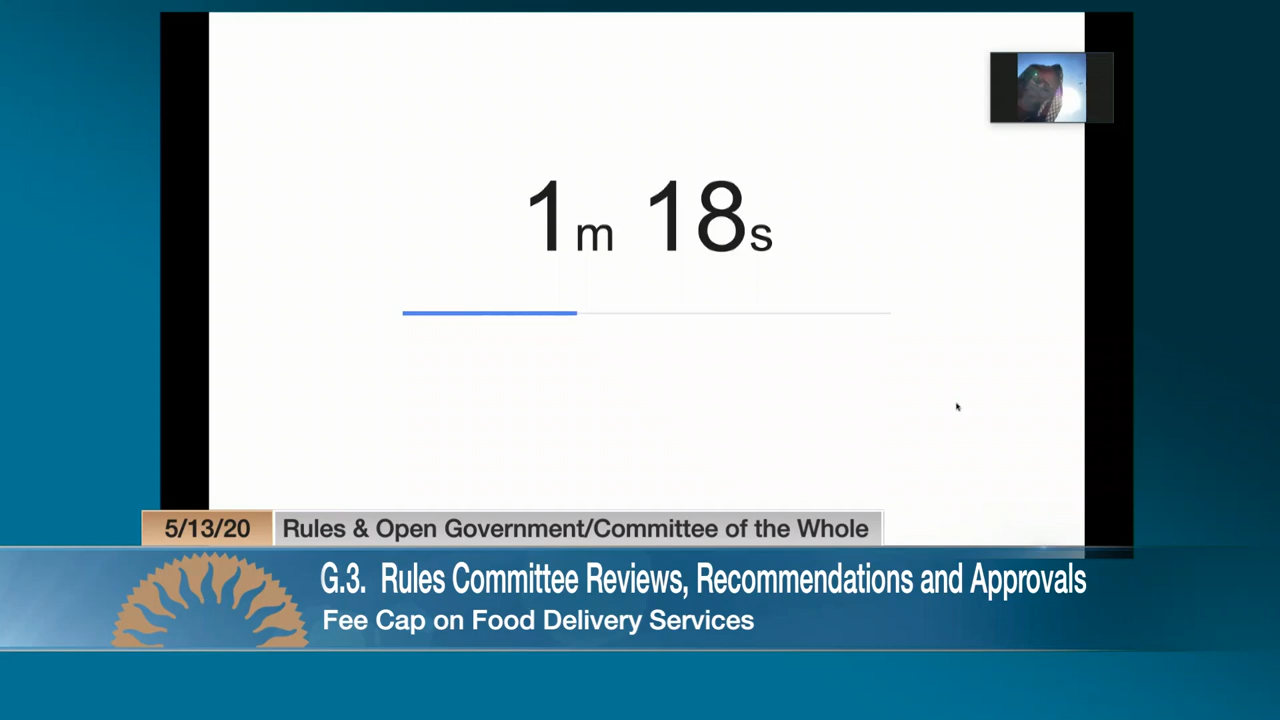 1m 18s
5/13/20
Rules & Open Government/Committee of the Whole
G.3. Rules Committee Reviews, Recommendations and Approvals
Fee Cap on Food Delivery Services